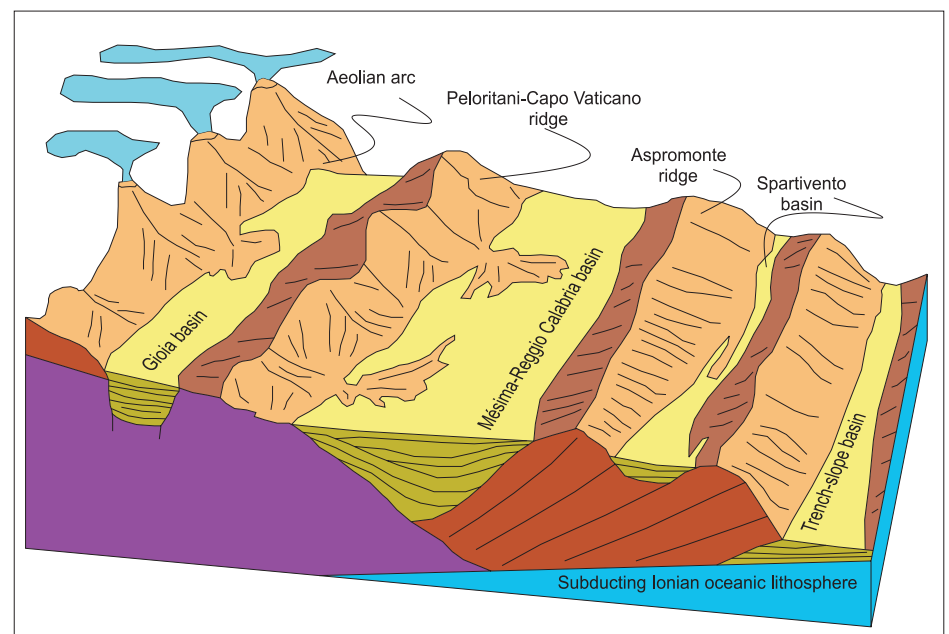 Aeolian arc
Peloritani-Capo Vaticano
ridge
Aspromonte
ridge
Spartivento
basin
Gioia basin
Mésima-Reggio Calabria basin
Trench-slope basin
Subducting Ionian oceanic lithosphere